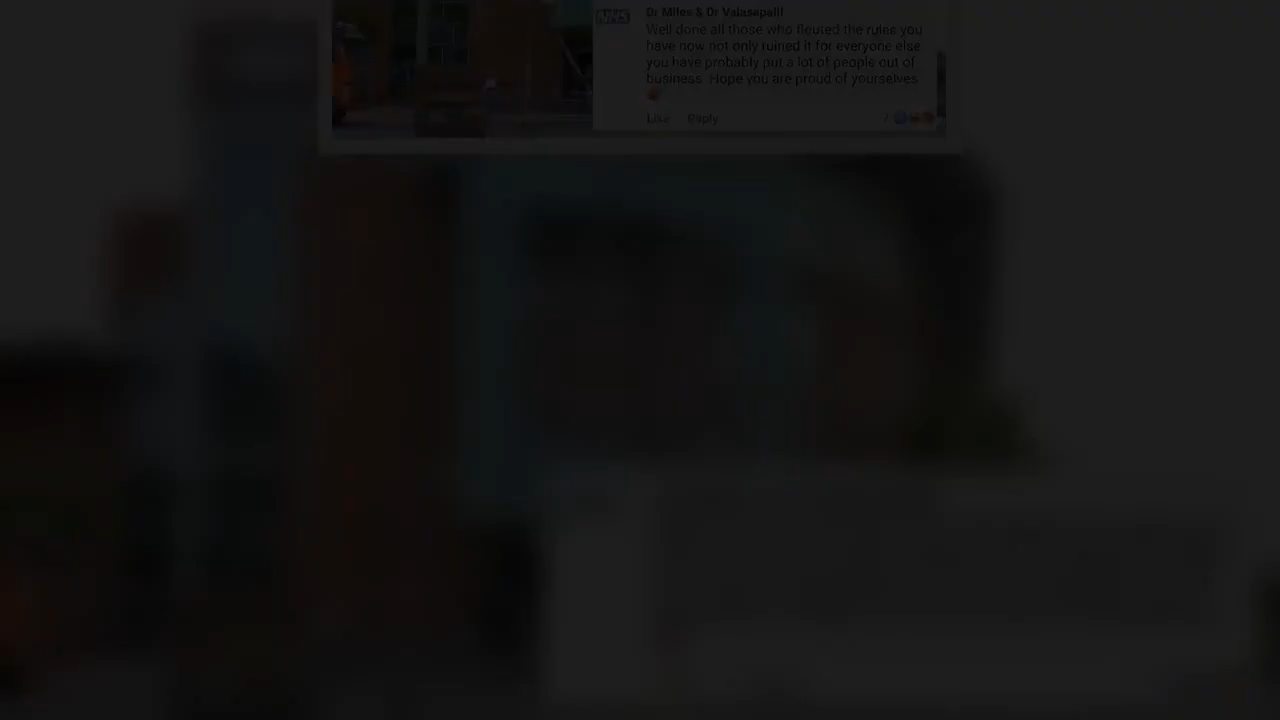 Dr Miles & Dr Valasapalli
NHS
Well done all those who flouted the rules you
have now not only ruined it for everyone else
you have probably put a lot of people out of
business. Hope you are proud of yourselves
Like Reply 7